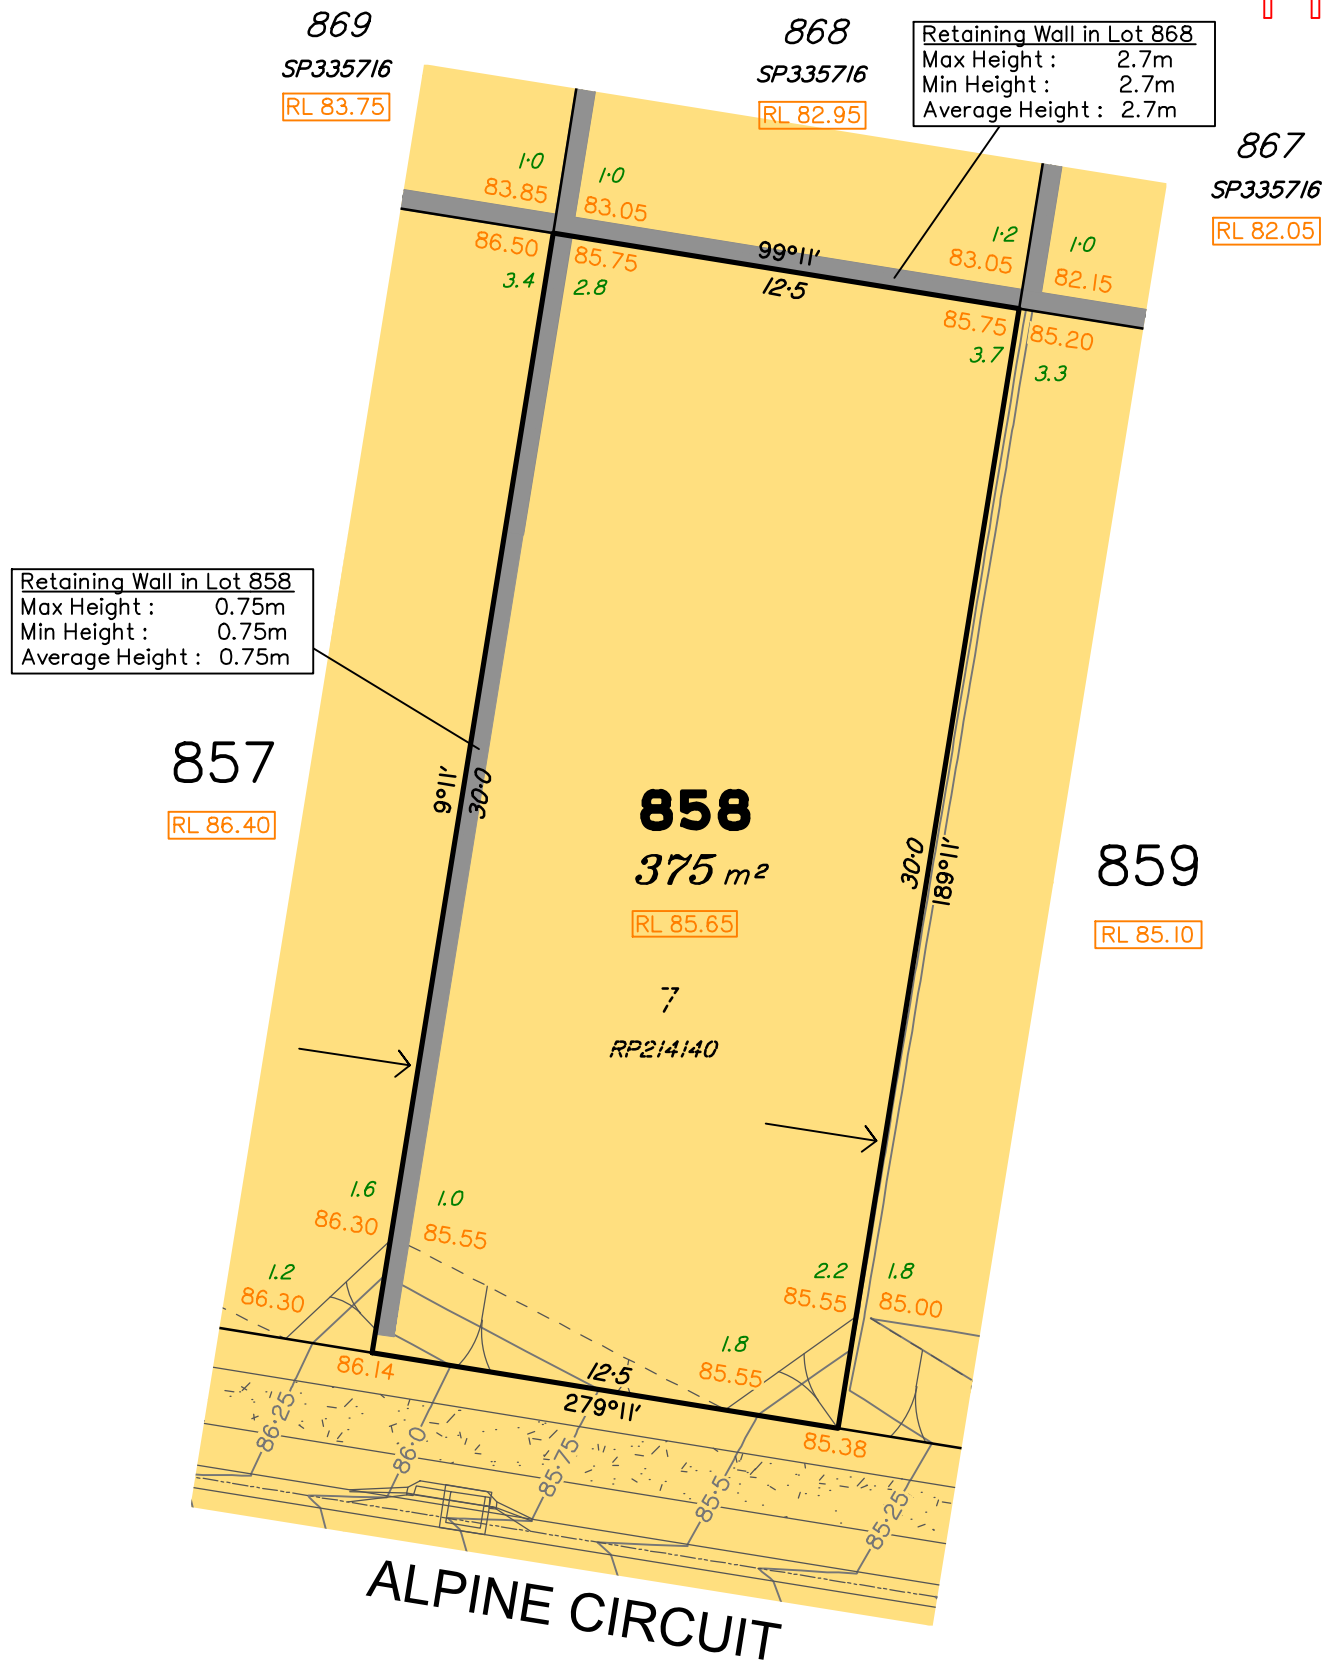 869
SP335716
RL 83.75
868
SP335716
RL 82.95
Retaining Wall in Lot 868
Max Height : 2.7m
Min Height : 2.7m
Average Height : 2.7m
867
SP335716
RL 82.05
1·0
83.85
1·0
83.05
86.50
3.4
85.75
2.8
99°11′
12·5
1·2
83.05
1·0
82.15
85.75
3.7
85.20
3.3
Retaining Wall in Lot 858
Max Height : 0.75m
Min Height : 0.75m
Average Height : 0.75m
857
RL 86.40
9°11′
30·0
858
375 m²
RL 85.65
7
RP214140
30·0
189°11′
859
RL 85.10
1.6
86.30
1.0
85.55
1.2
86.30
2.2
85.55
1.8
85.00
1.8
85.55
86.14
12·5
279°11′
85.38
86·25
86·0
85·75
85·5
85·25
ALPINE CIRCUIT